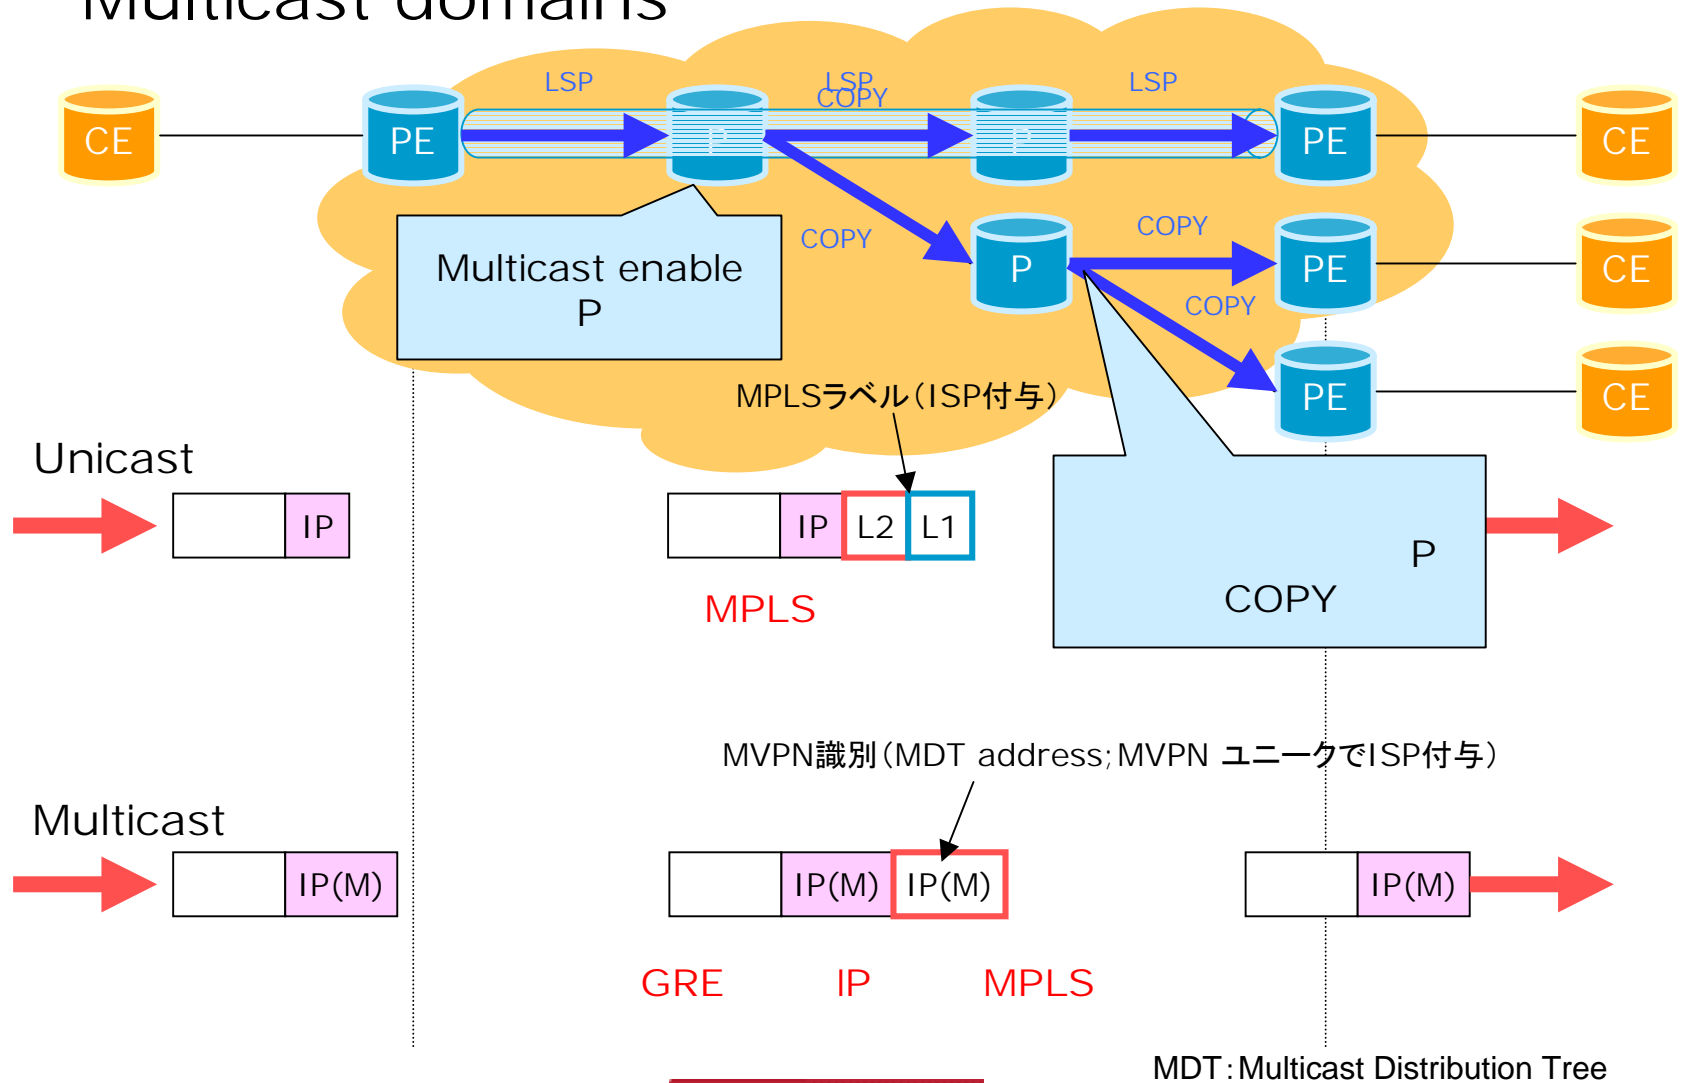 Multicast domains
LSP
LSP
LSP
COPY
CE
PE
P
P
PE
CE
COPY
COPY
Multicast enable
P
P
PE
CE
COPY
PE
CE
MPLSラベル（ISP付与）
Unicast
IP
IP
L2
L1
P
COPY
MPLS
MVPN識別（MDT address;MVPN ユニークでISP付与）
Multicast
IP(M)
IP(M)
IP(M)
IP(M)
GRE
IP
MPLS
MDT：Multicast Distribution Tree